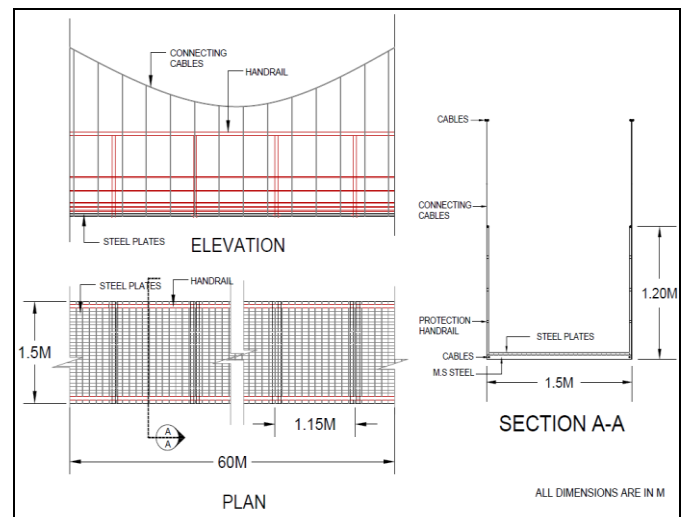 CONNECTING
CABLES
HANDRAIL
STEEL PLATES
ELEVATION
STEEL PLATES
HANDRAIL
1.5M
A
A
1.15M
60M
PLAN
CABLES
CONNECTING
CABLES
1.20M
PROTECTION
HANDRAIL
STEEL PLATES
CABLES
M.S STEEL
1.5M
SECTION A-A
ALL DIMENSIONS ARE IN M